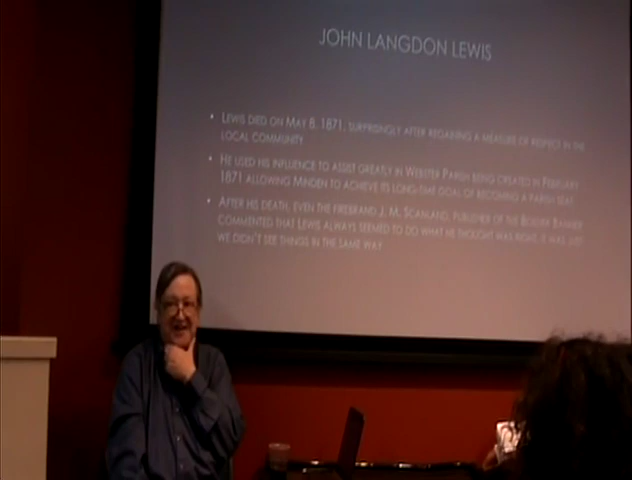 JOHN LANGDON LEWIS
• LEWIS DIED ON MAY 8, 1871, SURPRISINGLY AFTER REGAINING A MEASURE OF RESPECT IN THE
LOCAL COMMUNITY
• HE USED HIS INFLUENCE TO ASSIST GREATLY IN WEBSTER PARISH BEING CREATED IN FEBRUARY
1871 ALLOWING MINDEN TO ACHIEVE ITS LONG-TIME GOAL OF BECOMING A PARISH SEAT
• AFTER HIS DEATH, EVEN THE FIREBRAND J. M. SCANLAND, PUBLISHER OF THE BOSSIER BANNER
COMMENTED THAT LEWIS ALWAYS SEEMED TO DO WHAT HE THOUGHT WAS RIGHT, IT WAS JUST
WE DIDN'T SEE THINGS IN THE SAME WAY